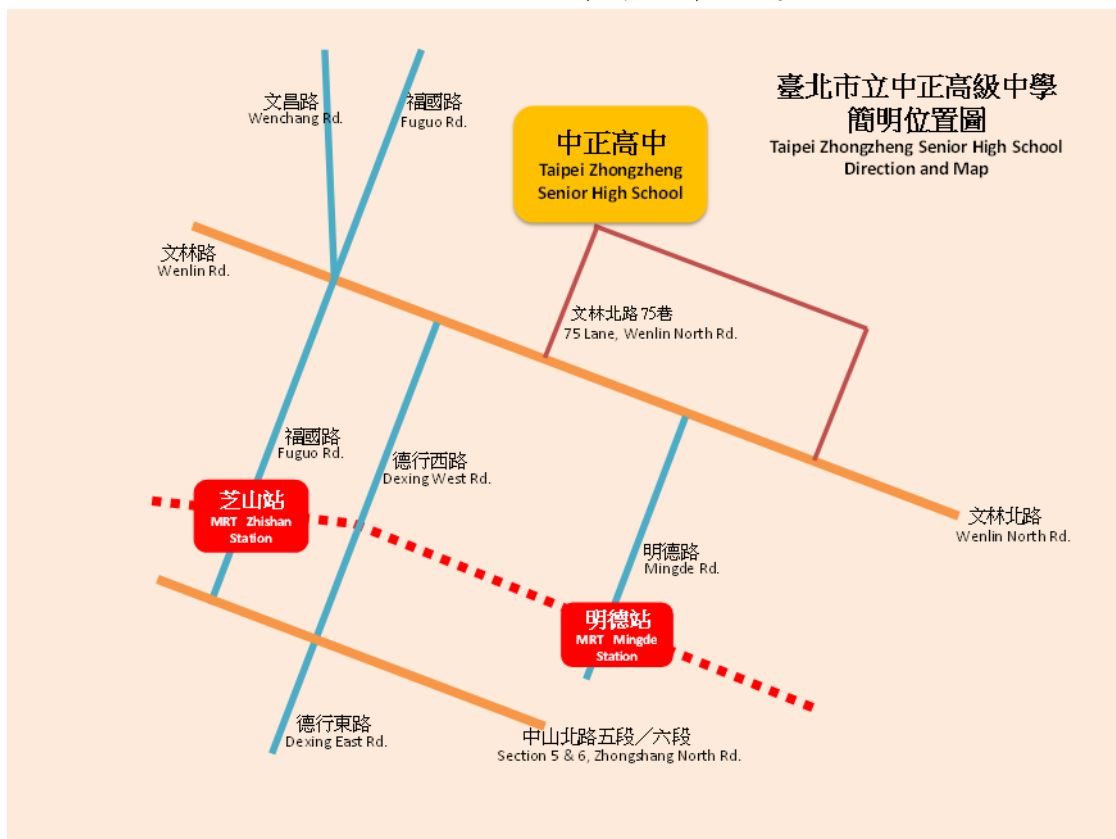 臺北市立中正高級中學
簡明位置圖
Taipei Zhongzheng Senior High School
Direction and Map
文昌路
Wenchang Rd.
福國路
Fuguo Rd.
中正高中
Taipei Zhongzheng
Senior High School
文林路
Wenlin Rd.
文林北路75巷
75 Lane, Wenlin North Rd.
福國路
Fuguo Rd.
德行西路
Dexing West Rd.
芝山站
MRT Zhishan
Station
文林北路
Wenlin North Rd.
明德路
Mingde Rd.
明德站
MRT Mingde
Station
德行東路
Dexing East Rd.
中山北路五段／六段
Section 5 & 6, Zhongshang North Rd.